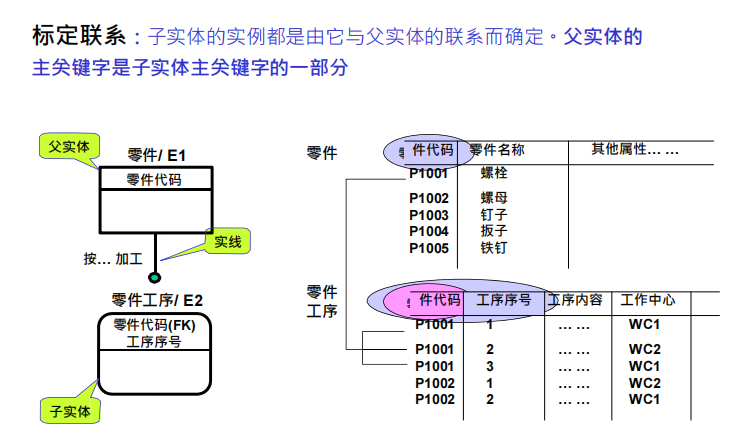 标定联系：子实体的实例都是由它与父实体的联系而确定。父实体的
主关键字是子实体主关键字的一部分
父实体
零件/ E1
零件代码
实线
按… 加工
零件工序/ E2
零件代码(FK)
工序序号
子实体
零件
件代码 零件名称 其他属性… …
P1001 螺栓
P1002 螺母
P1003 钉子
P1004 扳子
P1005 铁钉
零件
工序
件代码 工序序号 工序内容 工作中心
P1001 1 … … WC1
P1001 2 … … WC2
P1001 3 … … WC1
P1002 1 … … WC2
P1002 2 … … WC1